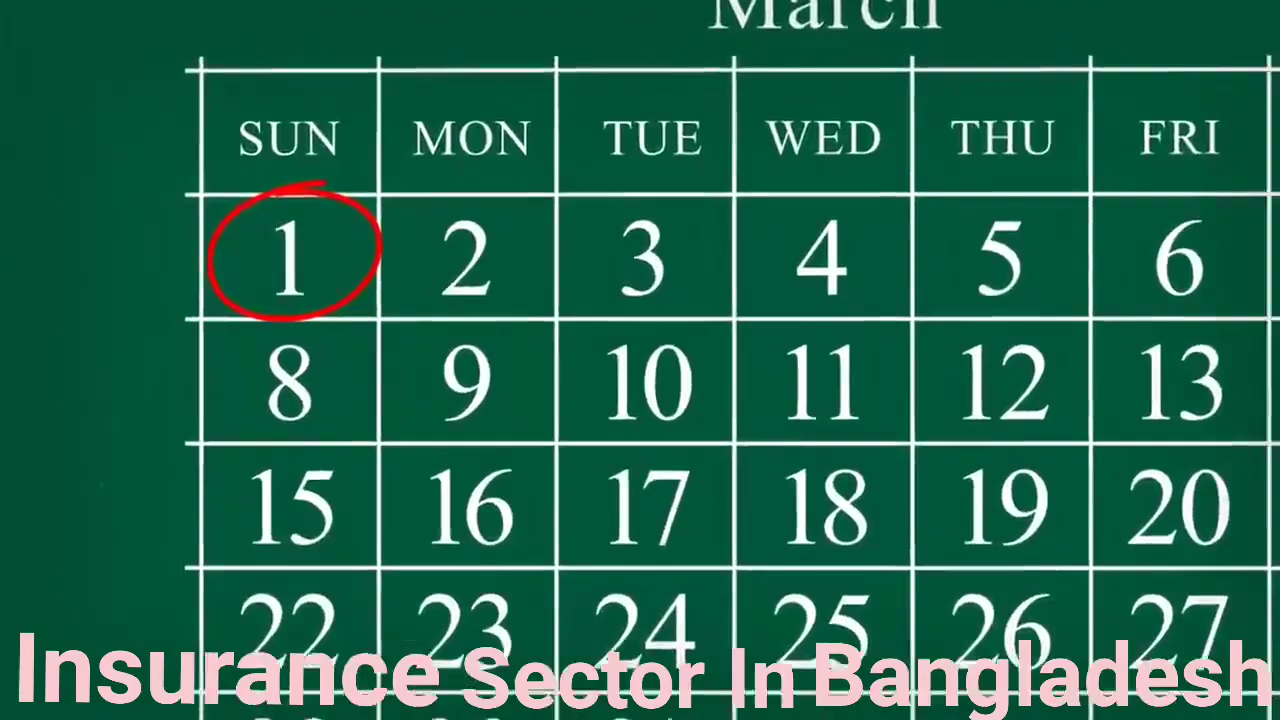 March
SUN MON TUE WED THU FRI
1 2 3 4 5 6
8 9 10 11 12 13
15 16 17 18 19 20
22 23 24 25 26 27
Insurance Sector In Bangladesh